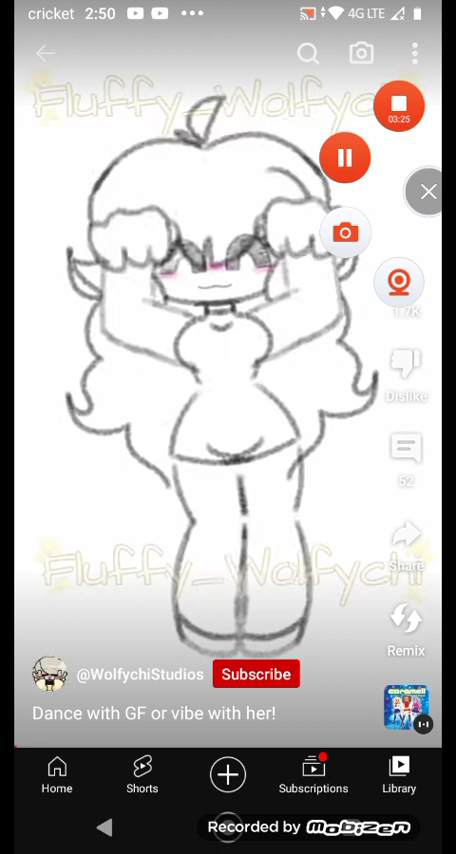 cricket 2:50 4G LTE
Fluffy_Wolfychi
03:25
1.7K
Dislike
52
Fluffy_Wolfychi
Share
Remix
@WolfychiStudios Subscribe
Dance with GF or vibe with her!
caramell
Home Shorts Subscriptions Library
Recorded by mobizen